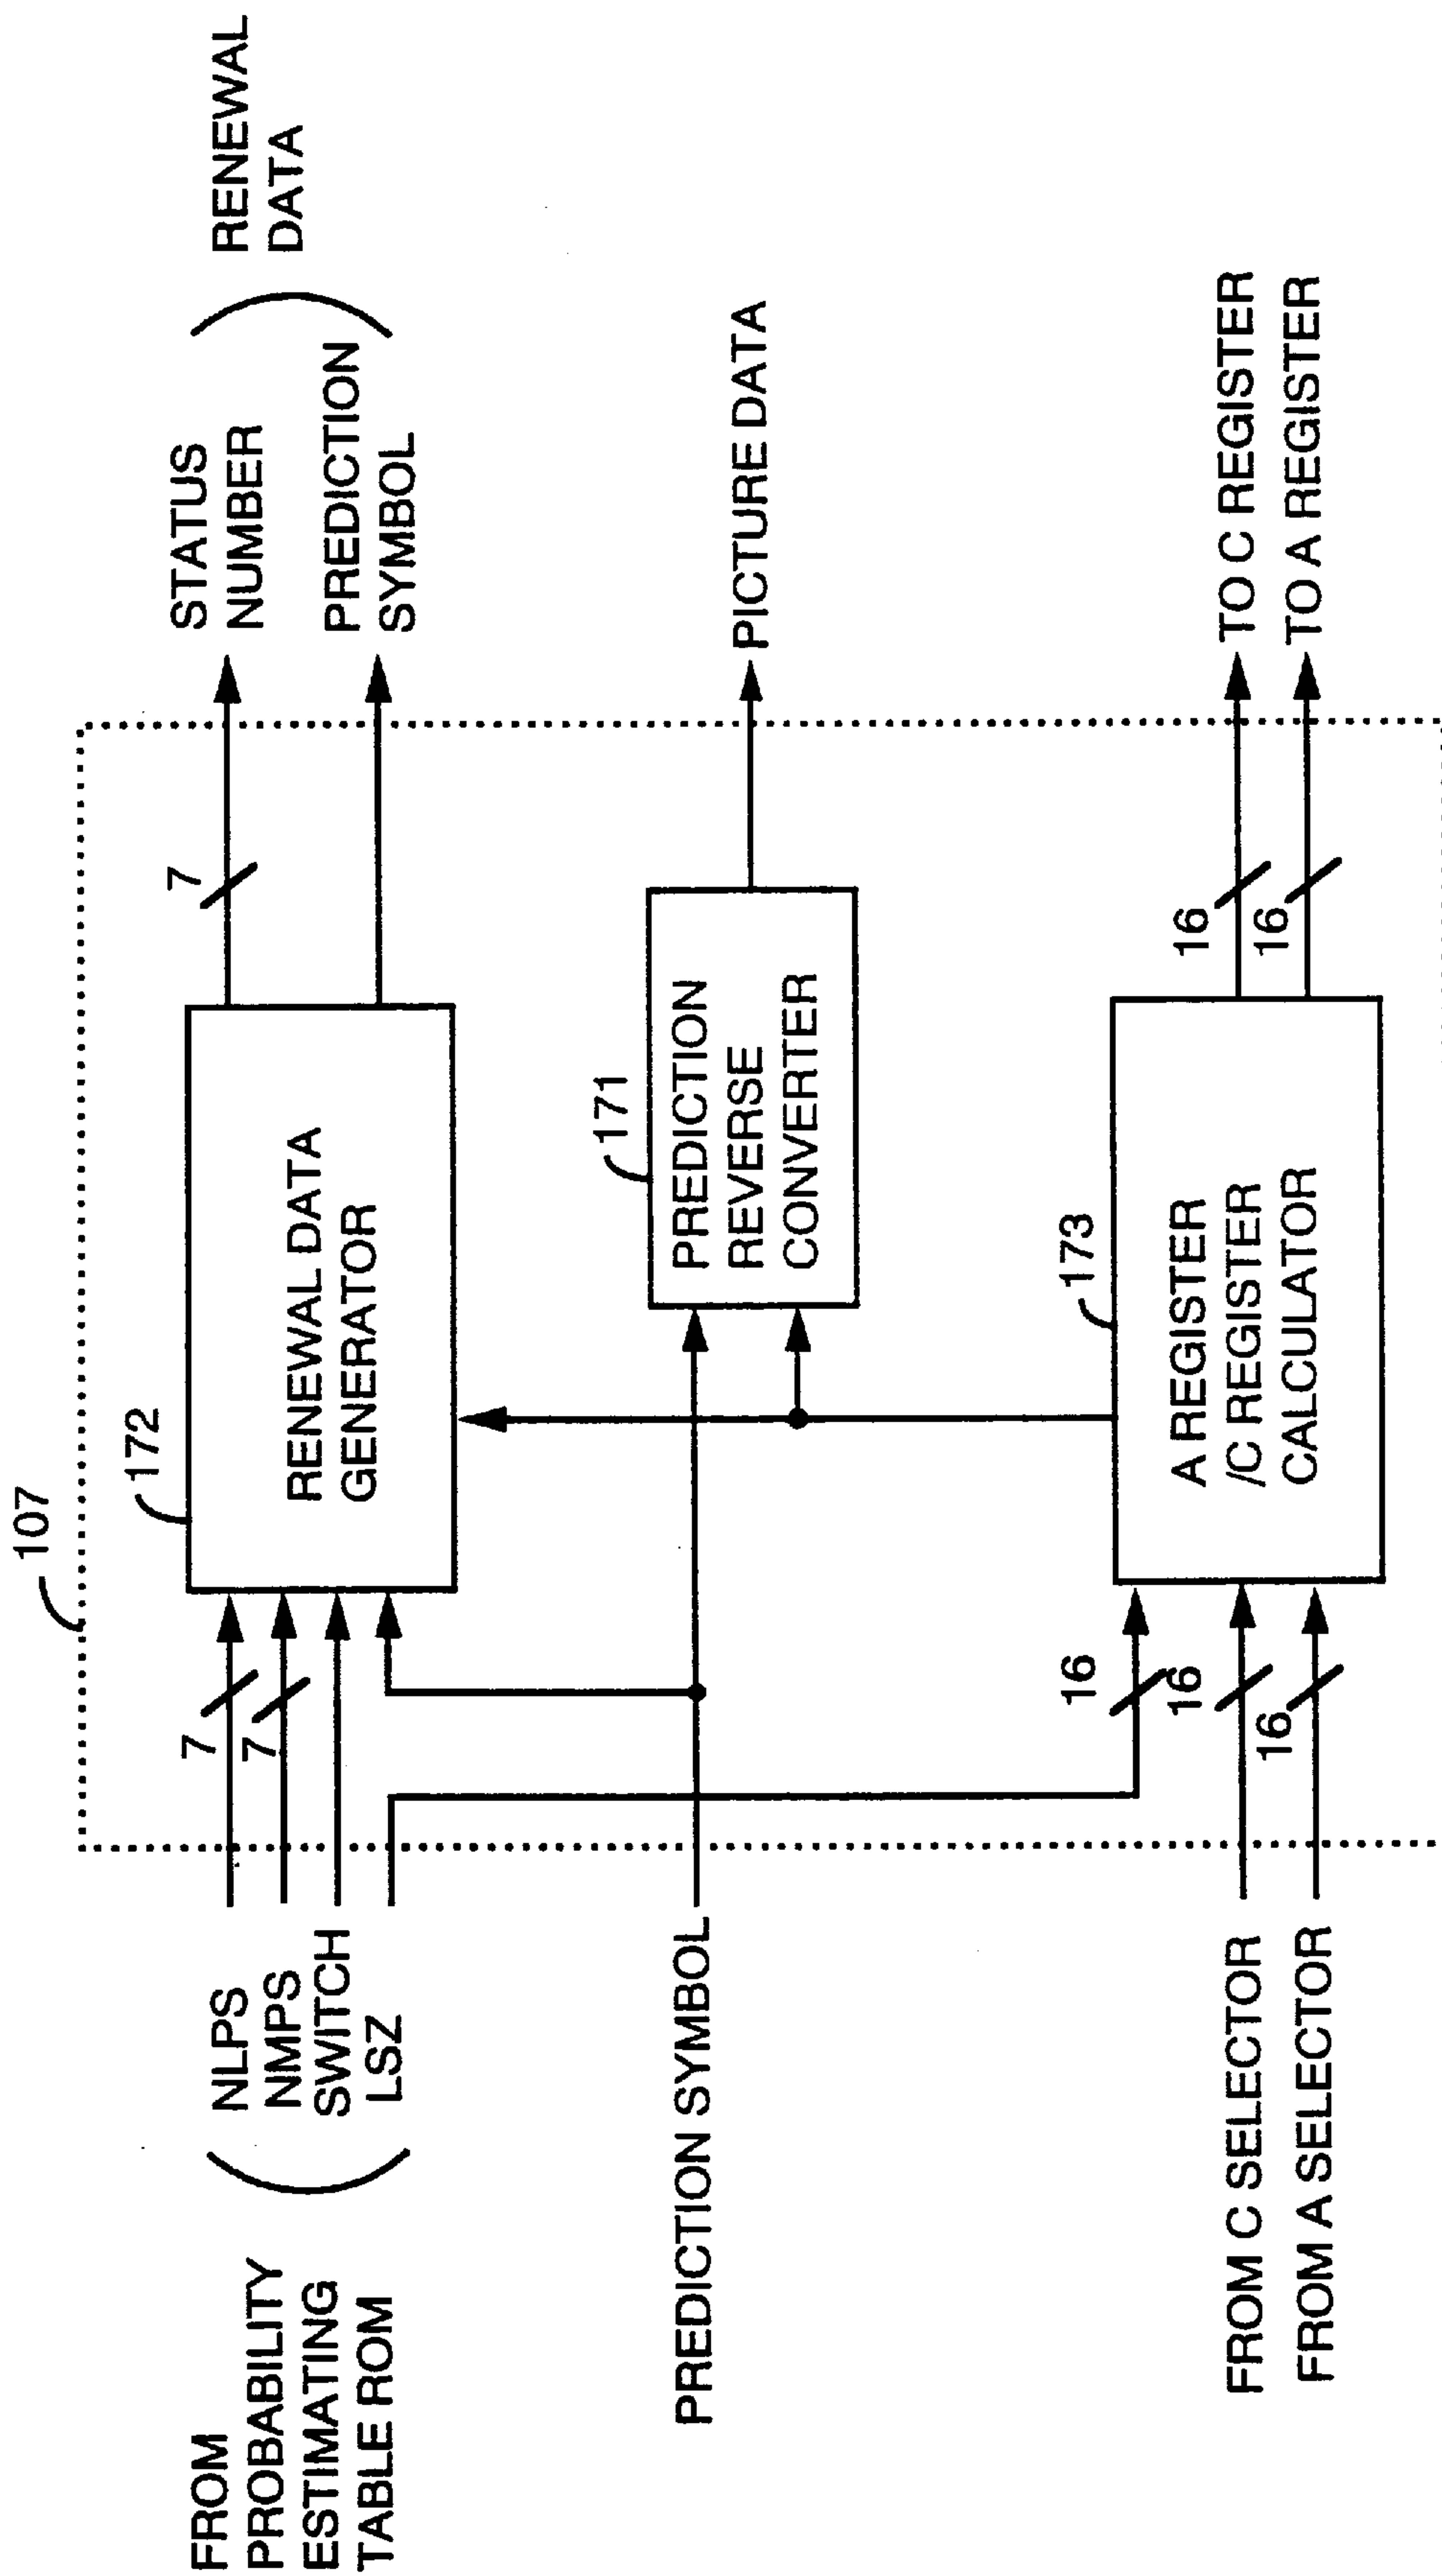 107
FROM
PROBABILITY
ESTIMATING
TABLE ROM
NLPS
NMPS
SWITCH
LSZ
7
7
172
RENEWAL DATA
GENERATOR
7
STATUS
NUMBER
PREDICTION
SYMBOL
RENEWAL
DATA
PREDICTION SYMBOL
171
PREDICTION
REVERSE
CONVERTER
PICTURE DATA
FROM C SELECTOR
FROM A SELECTOR
16
16
16
173
A REGISTER
/C REGISTER
CALCULATOR
16
16
TO C REGISTER
TO A REGISTER